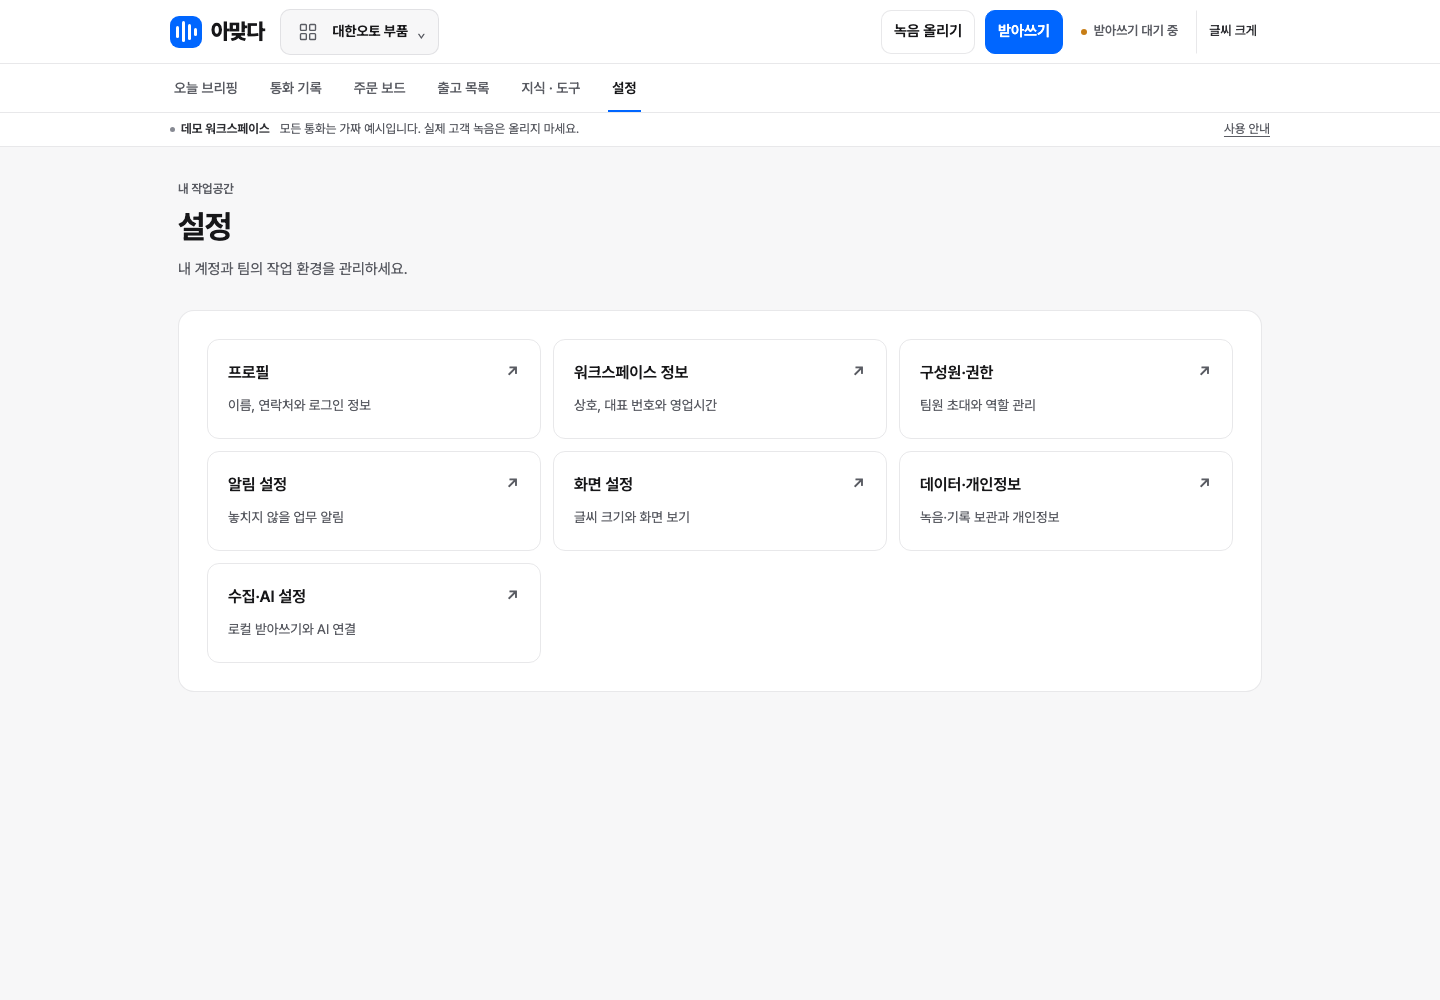 아맞다
대한오토 부품
녹음 올리기
받아쓰기
받아쓰기 대기 중
글씨 크게
오늘 브리핑
통화 기록
주문 보드
출고 목록
지식 · 도구
설정
데모 워크스페이스 모든 통화는 가짜 예시입니다. 실제 고객 녹음은 올리지 마세요.
사용 안내
내 작업공간
설정
내 계정과 팀의 작업 환경을 관리하세요.
프로필
이름, 연락처와 로그인 정보
워크스페이스 정보
상호, 대표 번호와 영업시간
구성원·권한
팀원 초대와 역할 관리
알림 설정
놓치지 않을 업무 알림
화면 설정
글씨 크기와 화면 보기
데이터·개인정보
녹음·기록 보관과 개인정보
수집·AI 설정
로컬 받아쓰기와 AI 연결